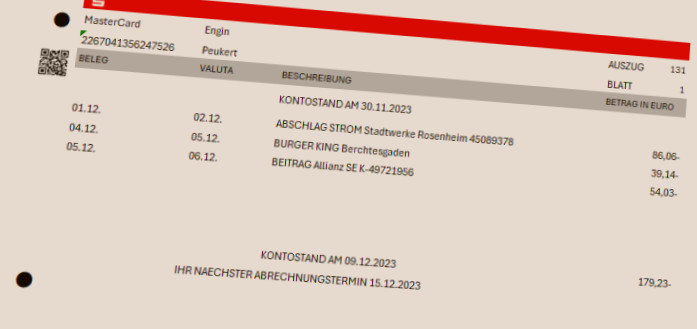 MasterCard Engin
2267041356247526 Peukert AUSZUG 131
BLATT 1
BELEG VALUTA BESCHREIBUNG BETRAG IN EURO
KONTOSTAND AM 30.11.2023
01.12. 02.12. ABSCHLAG STROM Stadtwerke Rosenheim 45089378 86,06-
04.12. 05.12. BURGER KING Berchtesgaden 39,14-
05.12. 06.12. BEITRAG Allianz SE K-49721956 54,03-
KONTOSTAND AM 09.12.2023 179,23-
IHR NAECHSTER ABRECHNUNGSTERMIN 15.12.2023